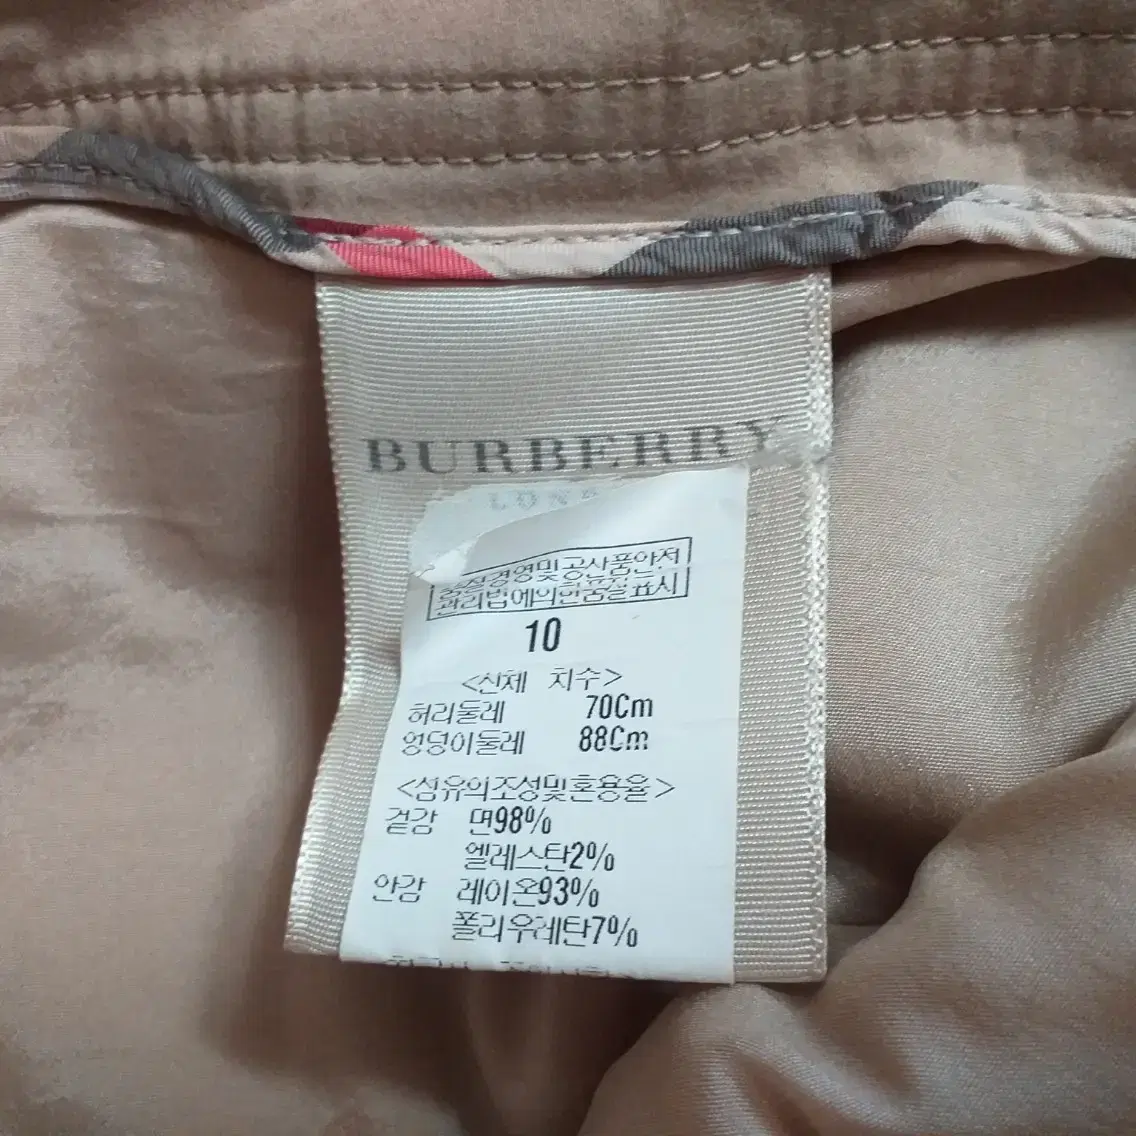 BURBERRY
LON
품질경영및공산품안전
관리법에의한품질표시
10
<신체 치수>
허리둘레 70Cm
엉덩이둘레 88Cm
<섬유의조성및혼용율>
겉감 면98%
엘레스탄2%
안감 레이온93%
폴리우레탄7%